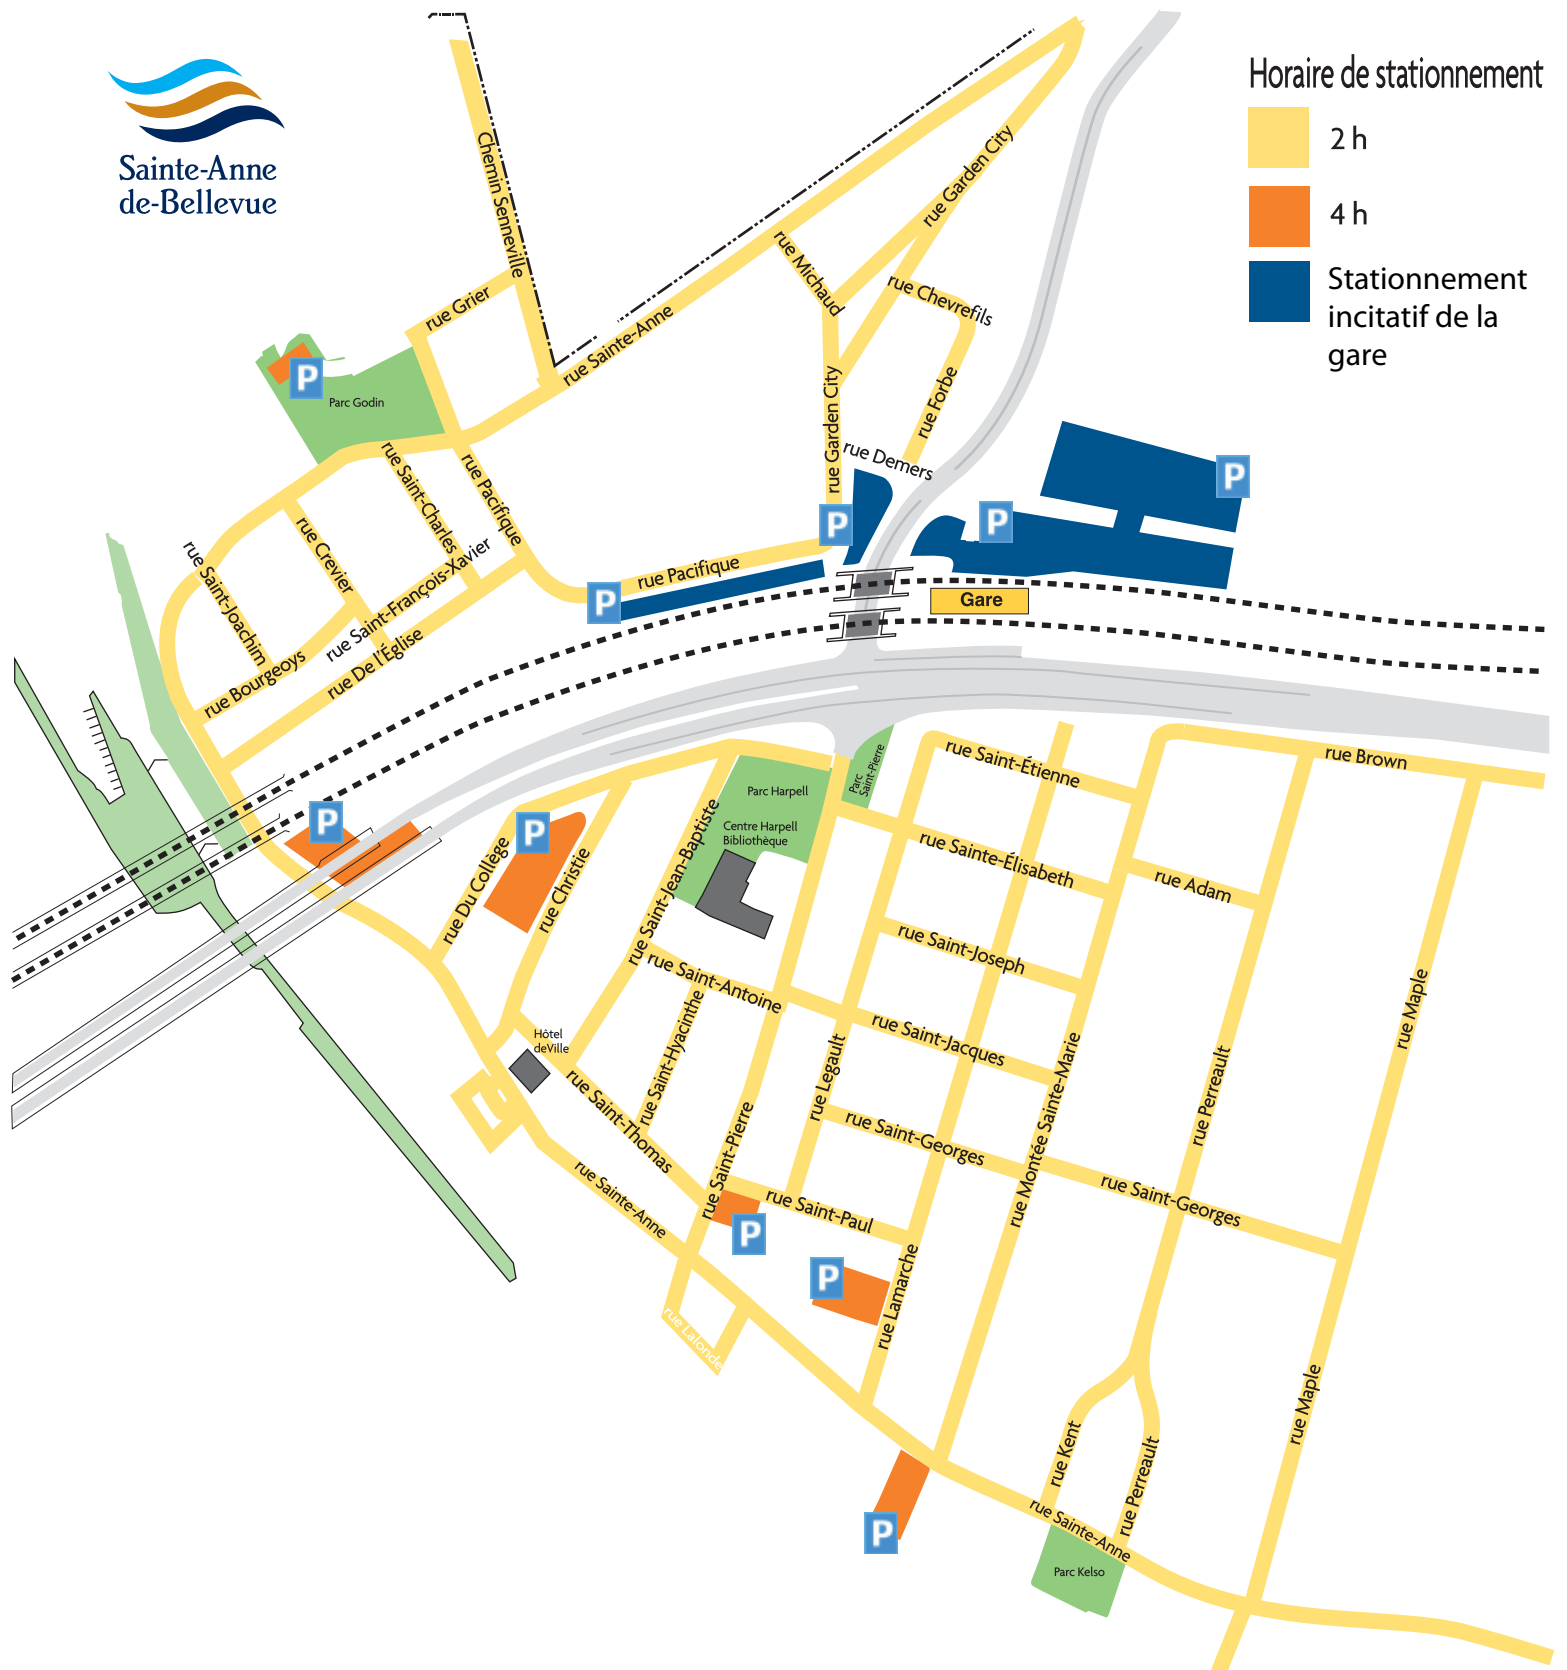 Horaire de stationnement
2 h
4 h
Stationnement
incitatif de la
gare
Sainte-Anne
de-Bellevue
Chemin Senneville
rue Garden City
rue Michaud
rue Grier
rue Sainte-Anne
rue Chevrefils
P
Parc Godin
rue Garden City
rue Forbe
rue Demers
P
P
P
rue Saint-Charles
rue Pacifique
rue Crevier
rue Saint-Joachim
rue Saint-François-Xavier
rue Pacifique
P
Gare
rue De l'Église
rue Bourgeoys
rue Saint-Étienne
rue Brown
Parc
Saint-Pierre
Parc Harpell
Centre Harpell
Bibliothèque
P
P
rue Du Collège
rue Christie
rue Saint-Jean-Baptiste
rue Sainte-Élisabeth
rue Adam
rue Saint-Joseph
rue Saint-Antoine
rue Saint-Hyacinthe
rue Saint-Jacques
rue Maple
Hôtel
deVille
rue Legault
rue Montée Sainte-Marie
rue Perreault
rue Saint-Thomas
rue Saint-Pierre
rue Saint-Georges
rue Saint-Georges
rue Sainte-Anne
rue Saint-Paul
P
P
rue Lamarche
rue Lalonde
rue Maple
rue Kent
rue Perreault
rue Sainte-Anne
P
Parc Kelso